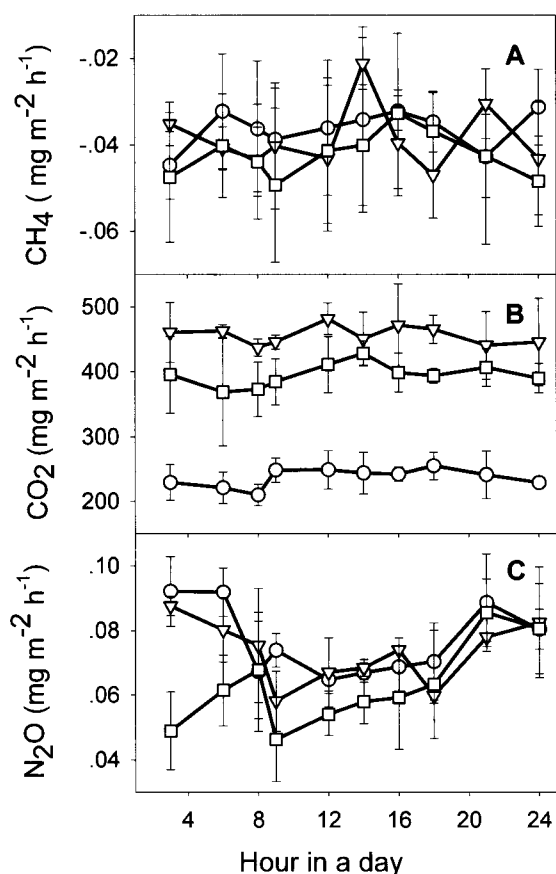 CH₄ ( mg m⁻² h⁻¹)
-.02
-.04
-.06
A
CO₂ (mg m⁻² h⁻¹)
500
400
300
200
B
N₂O (mg m⁻² h⁻¹)
.10
.08
.06
.04
C
4 8 12 16 20 24
Hour in a day